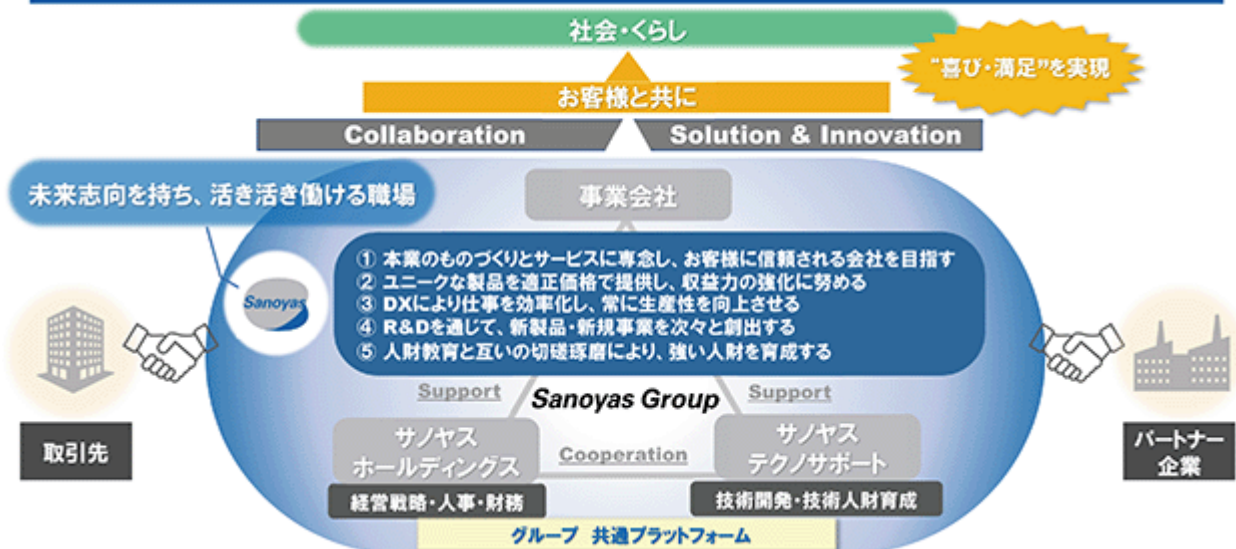 社会・くらし
“喜び・満足”を実現
お客様と共に
Collaboration
Solution & Innovation
未来志向を持ち、活き活き働ける職場
事業会社
① 本業のものづくりとサービスに専念し、お客様に信頼される会社を目指す
② ユニークな製品を適正価格で提供し、収益力の強化に努める
③ DXにより仕事を効率化し、常に生産性を向上させる
④ R&Dを通じて、新製品・新規事業を次々と創出する
⑤ 人財教育と互いの切磋琢磨により、強い人財を育成する
Sanoyas
Support
Sanoyas Group
Support
取引先
サノヤス
ホールディングス
Cooperation
サノヤス
テクノサポート
パートナー
企業
経営戦略・人事・財務
技術開発・技術人財育成
グループ 共通プラットフォーム